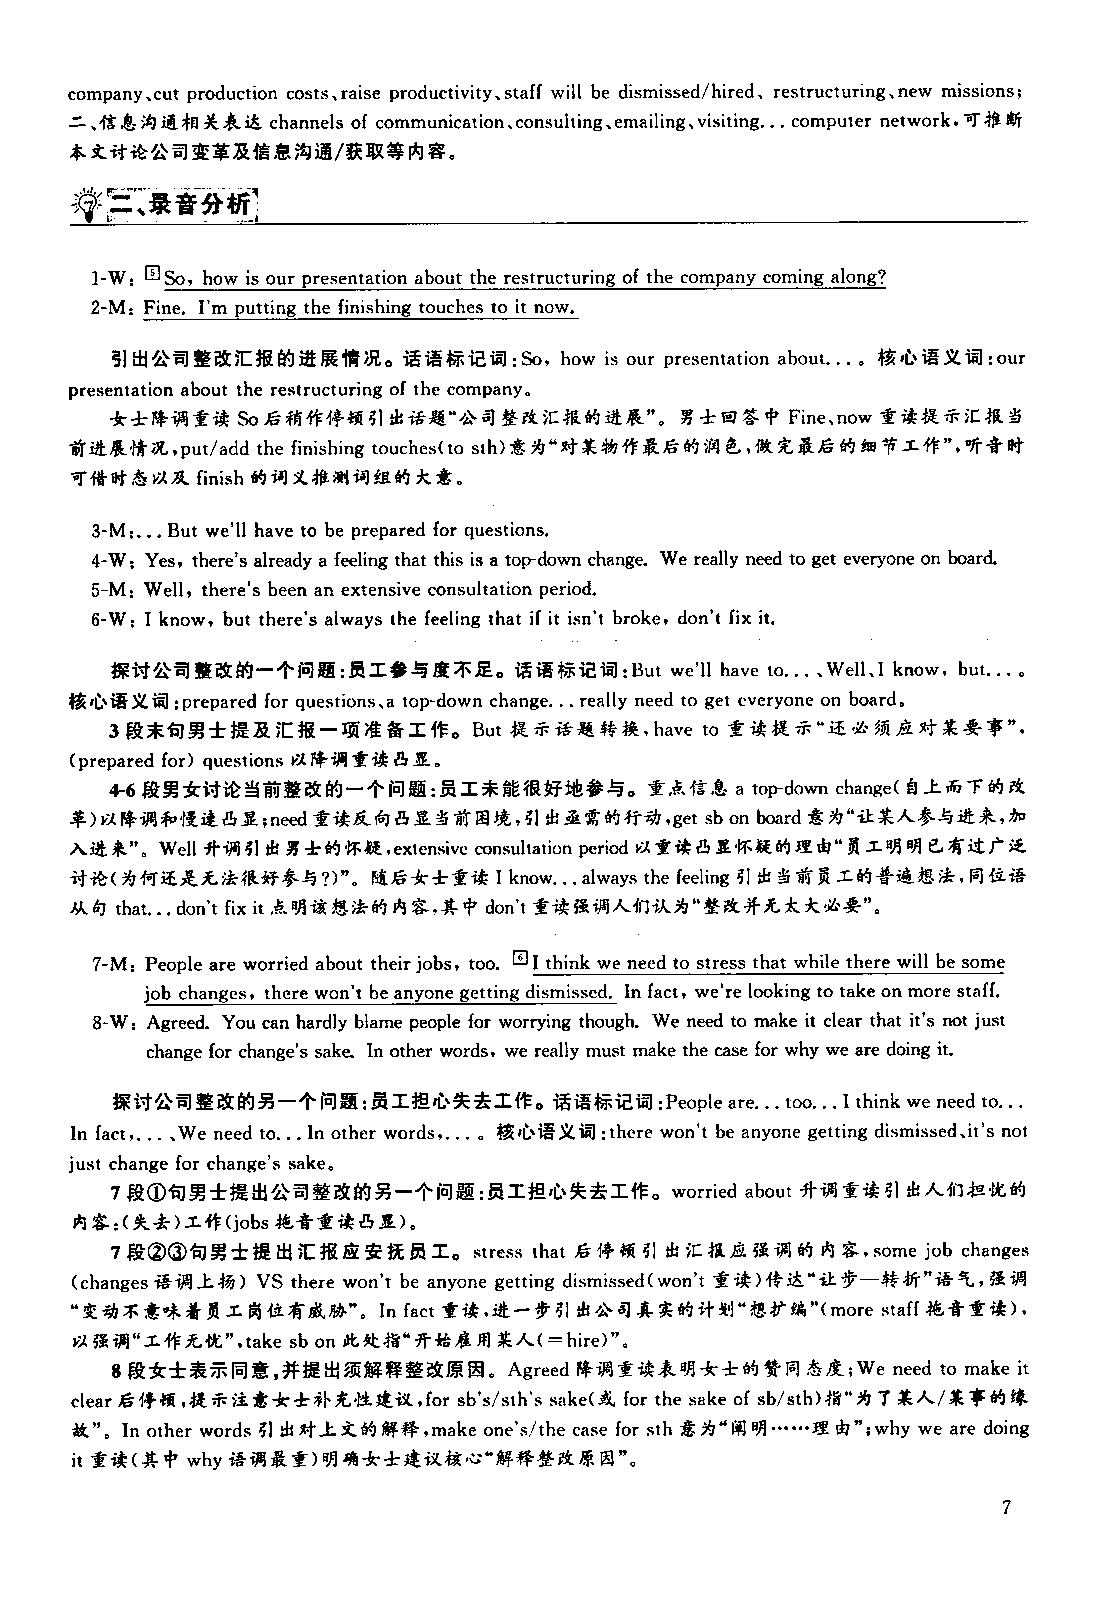 company、cut production costs、raise productivity、staff will be dismissed/hired、restructuring、new missions;
二、信息沟通相关表达 channels of communication、consulting、emailing、visiting... computer network。可推断
本文讨论公司变革及信息沟通/获取等内容。
二、录音分析
1-W: [5]So, how is our presentation about the restructuring of the company coming along?
2-M: Fine. I'm putting the finishing touches to it now.
引出公司整改汇报的进展情况。话语标记词:So, how is our presentation about...。核心语义词:our
presentation about the restructuring of the company。
女士降调重读 So 后稍作停顿引出话题“公司整改汇报的进展”。男士回答中 Fine、now 重读提示汇报当
前进展情况,put/add the finishing touches(to sth)意为“对某物作最后的润色,做完最后的细节工作”,听音时
可借时态以及 finish 的词义推测词组的大意。
3-M:...But we'll have to be prepared for questions.
4-W: Yes, there's already a feeling that this is a top-down change. We really need to get everyone on board.
5-M: Well, there's been an extensive consultation period.
6-W: I know, but there's always the feeling that if it isn't broke, don't fix it.
探讨公司整改的一个问题:员工参与度不足。话语标记词:But we'll have to...、Well、I know, but...。
核心语义词:prepared for questions、a top-down change... really need to get everyone on board。
3 段末句男士提及汇报一项准备工作。But 提示话题转换,have to 重读提示“还必须应对某要事”,
(prepared for) questions 以降调重读凸显。
4-6 段男女讨论当前整改的一个问题:员工未能很好地参与。重点信息 a top-down change(自上而下的改
革)以降调和慢速凸显;need 重读反向凸显当前困境,引出亟需的行动,get sb on board 意为“让某人参与进来,加
入进来”。Well 升调引出男士的怀疑,extensive consultation period 以重读凸显怀疑的理由“员工明明已有过广泛
讨论(为何还是无法很好参与?)”。随后女士重读 I know... always the feeling 引出当前员工的普遍想法,同位语
从句 that... don't fix it 点明该想法的内容,其中 don't 重读强调人们认为“整改并无太大必要”。
7-M: People are worried about their jobs, too. [6]I think we need to stress that while there will be some
job changes, there won't be anyone getting dismissed. In fact, we're looking to take on more staff.
8-W: Agreed. You can hardly blame people for worrying though. We need to make it clear that it's not just
change for change's sake. In other words, we really must make the case for why we are doing it.
探讨公司整改的另一个问题:员工担心失去工作。话语标记词:People are... too... I think we need to...
In fact,...、We need to... In other words,...。核心语义词:there won't be anyone getting dismissed、it's not
just change for change's sake。
7 段①句男士提出公司整改的另一个问题:员工担心失去工作。worried about 升调重读引出人们担忧的
内容:(失去)工作(jobs 拖音重读凸显)。
7 段②③句男士提出汇报应安抚员工。stress that 后停顿引出汇报应强调的内容,some job changes
(changes 语调上扬) VS there won't be anyone getting dismissed(won't 重读)传达“让步—转折”语气,强调
“变动不意味着员工岗位有威胁”。In fact 重读,进一步引出公司真实的计划“想扩编”(more staff 拖音重读),
以强调“工作无忧”,take sb on 此处指“开始雇用某人(=hire)”。
8 段女士表示同意,并提出须解释整改原因。Agreed 降调重读表明女士的赞同态度;We need to make it
clear 后停顿,提示注意女士补充性建议,for sb's/sth's sake(或 for the sake of sb/sth)指“为了某人/某事的缘
故”。In other words 引出对上文的解释,make one's/the case for sth 意为“阐明……理由”;why we are doing
it 重读(其中 why 语调最重)明确女士建议核心“解释整改原因”。
7